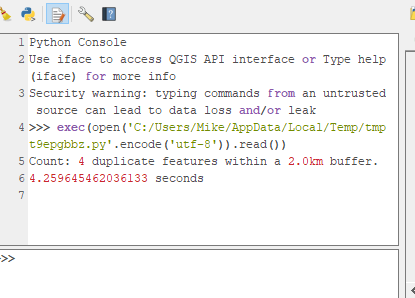 1 Python Console
2 Use iface to access QGIS API interface or Type help
(iface) for more info
3 Security warning: typing commands from an untrusted
source can lead to data loss and/or leak
4 >>> exec(open('C:/Users/Mike/AppData/Local/Temp/tmp
t9epgbbz.py'.encode('utf-8')).read())
5 Count: 4 duplicate features within a 2.0km buffer.
6 4.259645462036133 seconds
7
>>>